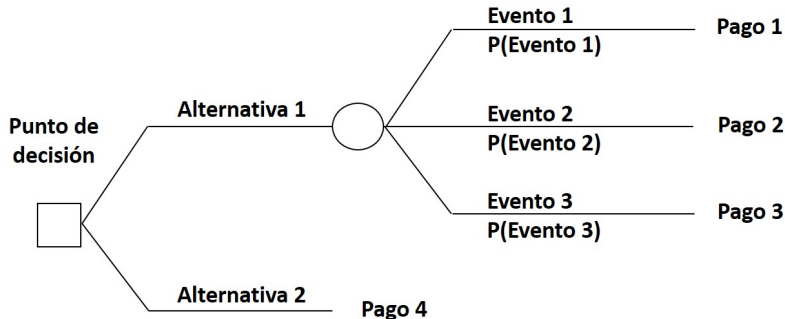 Punto de
decisión
Alternativa 1
Evento 1
P(Evento 1)
Pago 1
Evento 2
P(Evento 2)
Pago 2
Evento 3
P(Evento 3)
Pago 3
Alternativa 2
Pago 4